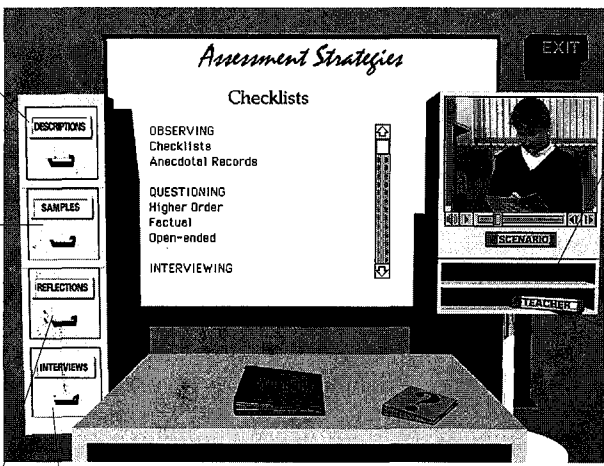 Assessment Strategies
EXIT
Checklists
DESCRIPTIONS
OBSERVING
Checklists
Anecdotal Records
SAMPLES
QUESTIONING
Higher Order
Factual
Open-ended
SCENARIO
INTERVIEWING
REFLECTIONS
TEACHER
INTERVIEWS
?